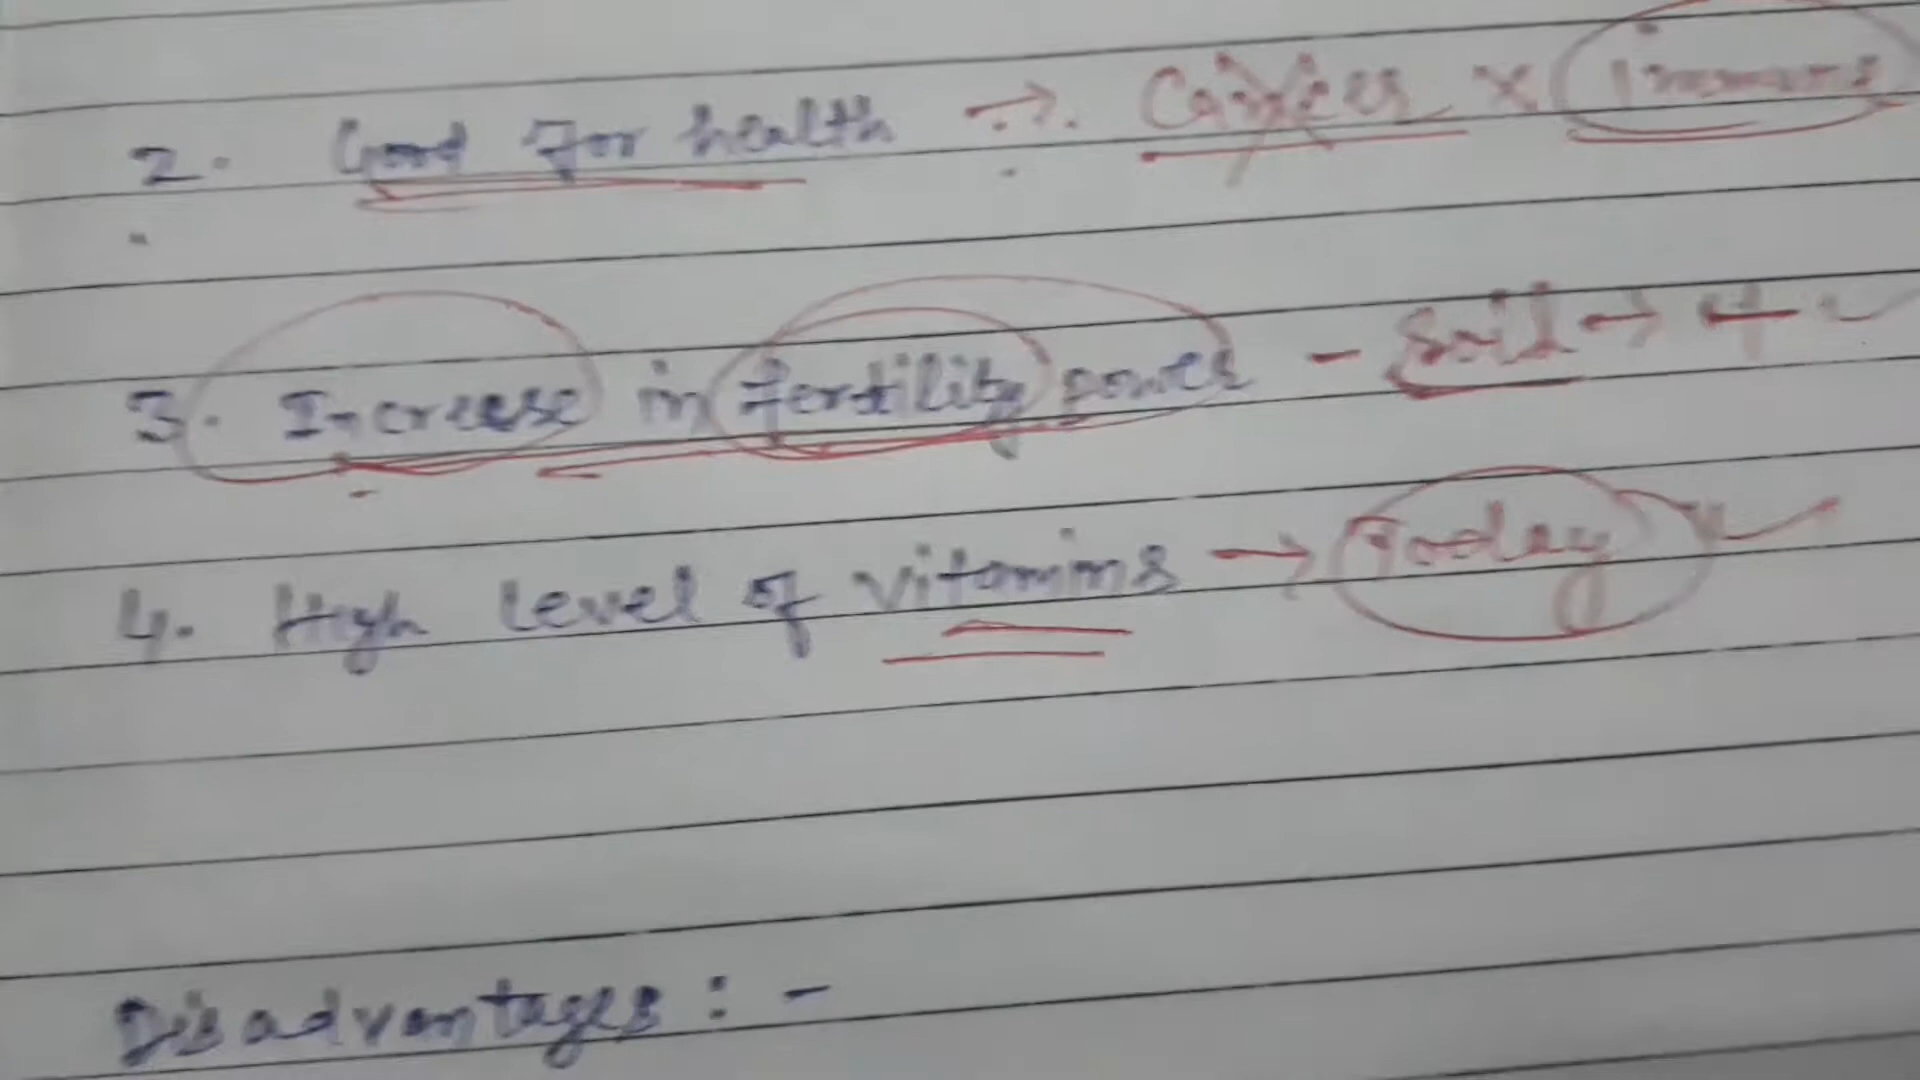 2. Good for health → Cancer x immune
3. Increase in fertility power - Soil → +
4. High level of vitamins → Today
Disadvantages : -